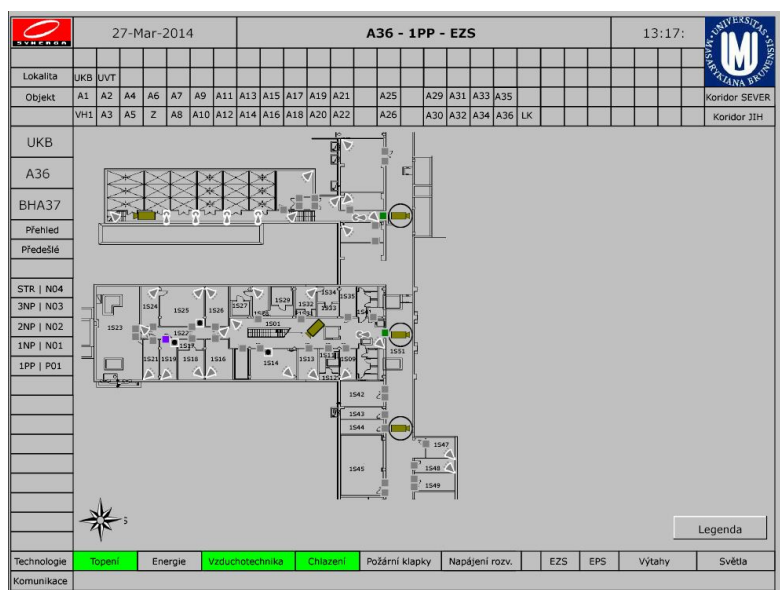 SYNERGA
27-Mar-2014
A36 - 1PP - EZS
13:17:
Lokalita UKB UVT
Objekt A1 A2 A4 A6 A7 A9 A11 A13 A15 A17 A19 A21 A25 A29 A31 A33 A35 Koridor SEVER
VH1 A3 A5 Z A8 A10 A12 A14 A16 A18 A20 A22 A26 A30 A32 A34 A36 LK Koridor JIH
UKB
A36
BHA37
Přehled
Předešlé
STR | N04
3NP | N03
2NP | N02
1NP | N01
1PP | P01
1S24 1S25 1S26 1S27 1S29 1S32 1S34 1S33 1S35
1S23 1S22 1S01 1S41
1S17
1S21 1S19 1S18 1S16 1S14 1S13 1S11 1S09 1S51
1S12
1S42
1S43
1S44
1S47
1S45 1S48
1S49
S
Legenda
Technologie Topení Energie Vzduchotechnika Chlazení Požární klapky Napájení rozv. EZS EPS Výtahy Světla
Komunikace